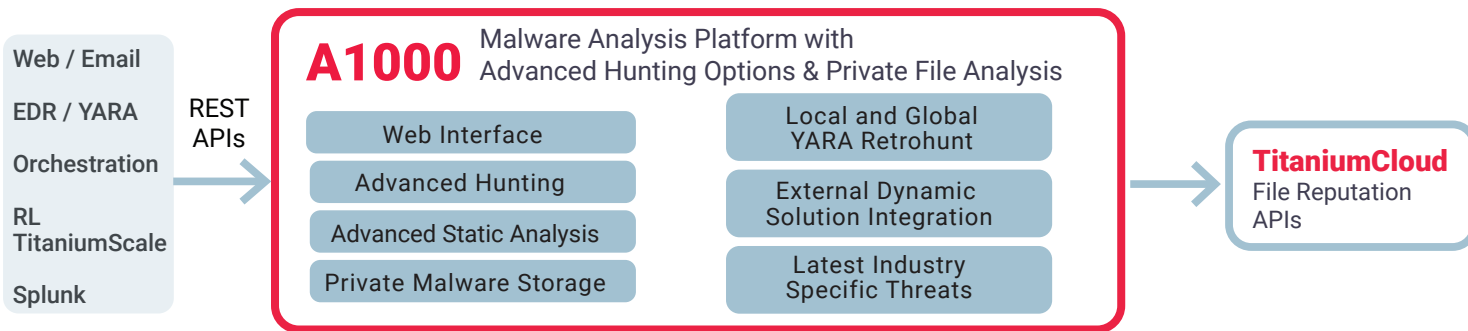 Web / Email
EDR / YARA
Orchestration
RL
TitaniumScale
Splunk
REST
APIs
A1000
Malware Analysis Platform with
Advanced Hunting Options & Private File Analysis
Web Interface
Advanced Hunting
Advanced Static Analysis
Private Malware Storage
Local and Global
YARA Retrohunt
External Dynamic
Solution Integration
Latest Industry
Specific Threats
TitaniumCloud
File Reputation
APIs